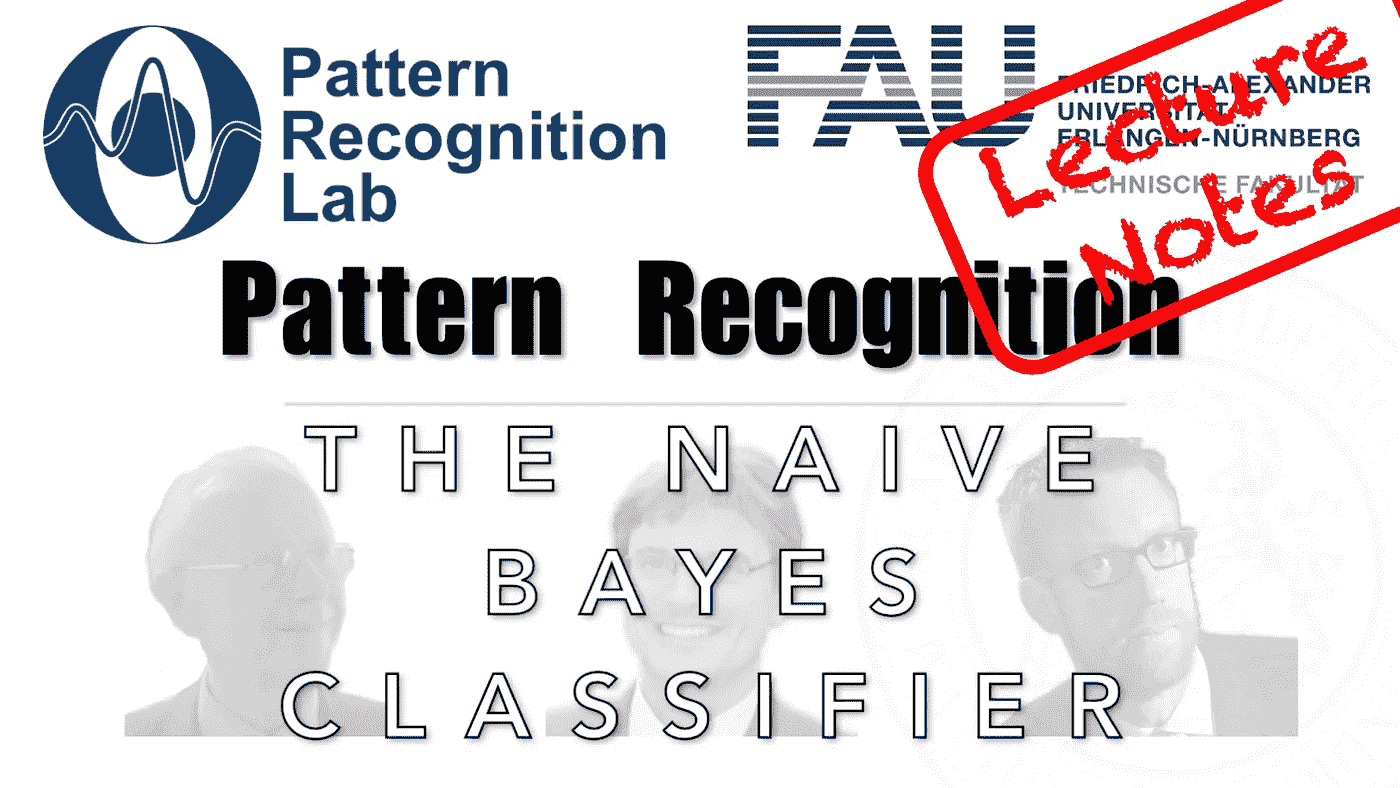 Pattern
Recognition
Lab
FAU
FRIEDRICH-ALEXANDER
UNIVERSITÄT
ERLANGEN-NÜRNBERG
TECHNISCHE FAKULTÄT
Lecture
Notes
Pattern Recognition
THE NAIVE
BAYES
CLASSIFIER